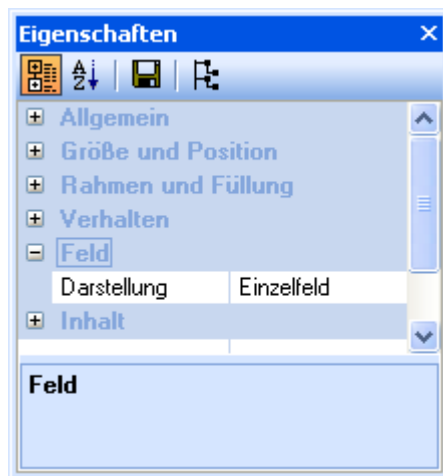 Eigenschaften
Allgemein
Größe und Position
Rahmen und Füllung
Verhalten
Feld
Darstellung Einzelfeld
Inhalt
Feld